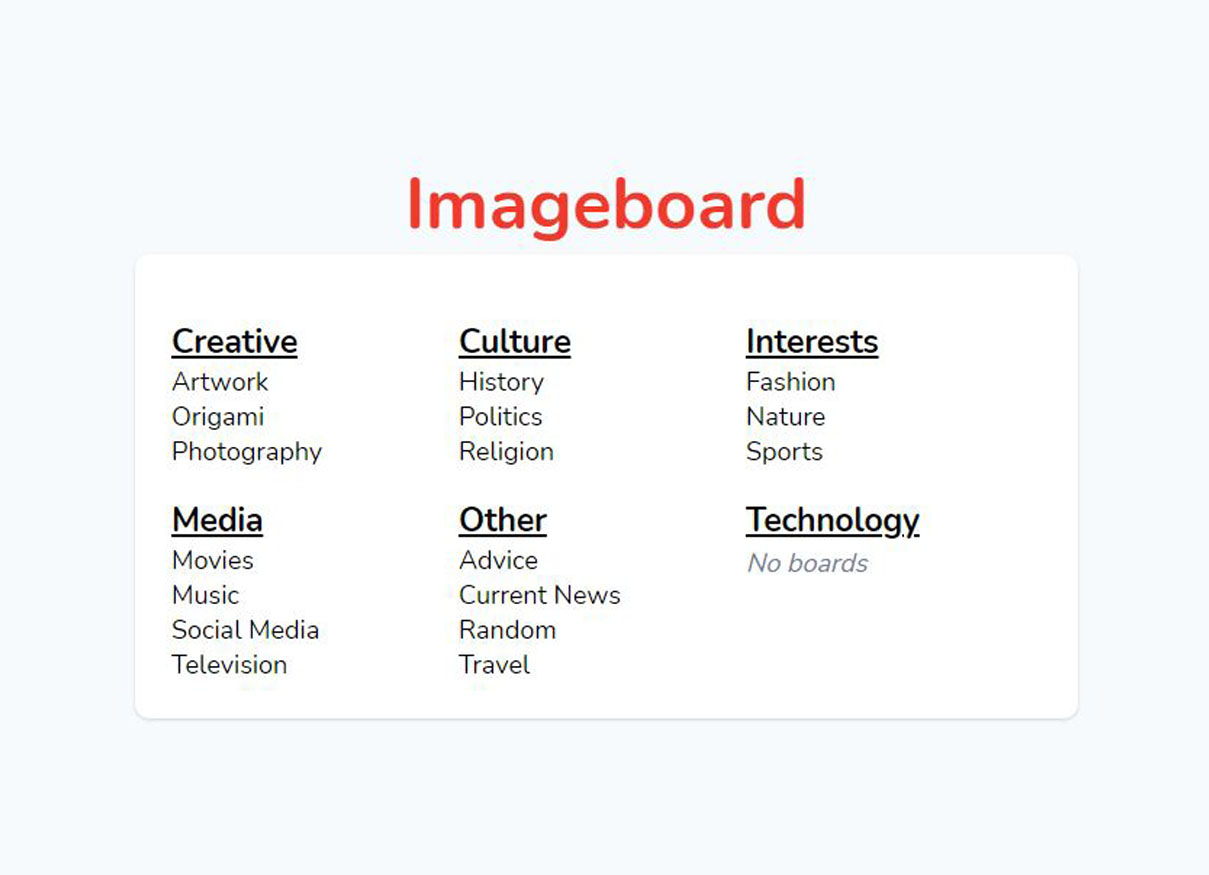 Imageboard
Creative
Artwork
Origami
Photography
Culture
History
Politics
Religion
Interests
Fashion
Nature
Sports
Media
Movies
Music
Social Media
Television
Other
Advice
Current News
Random
Travel
Technology
No boards